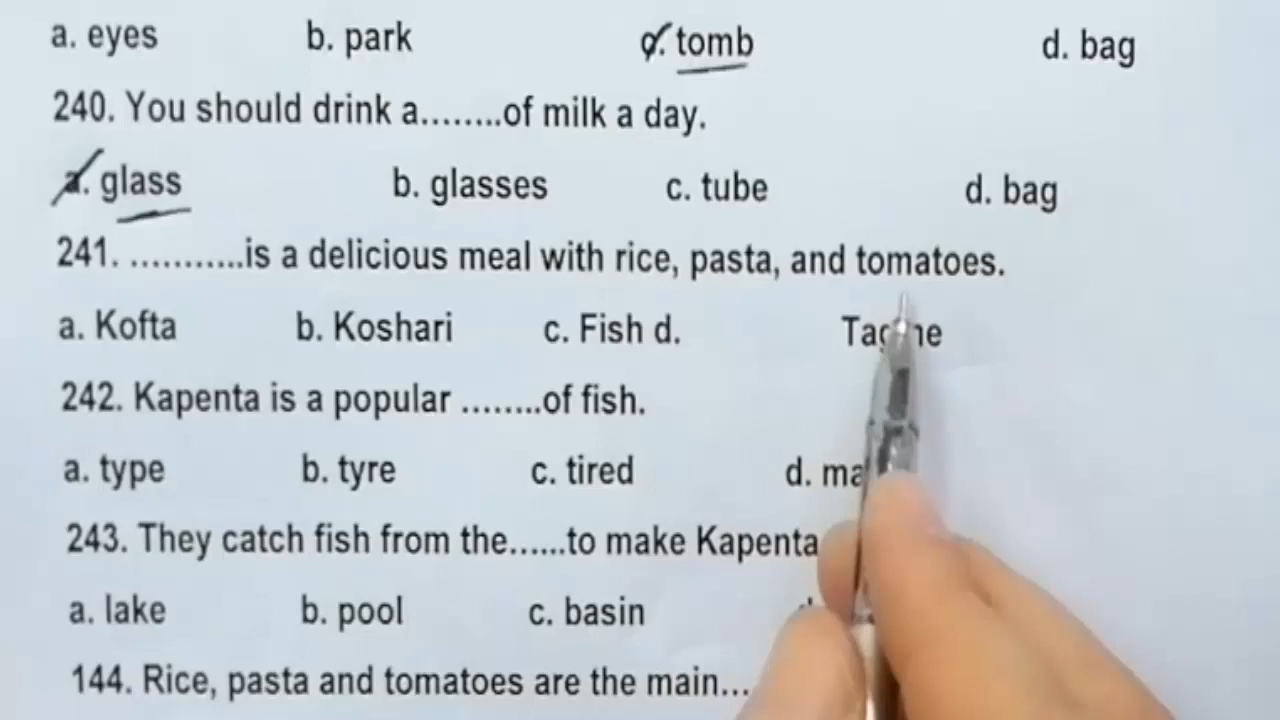 a. eyes b. park c. tomb d. bag
240. You should drink a........of milk a day.
a. glass b. glasses c. tube d. bag
241. ...........is a delicious meal with rice, pasta, and tomatoes.
a. Kofta b. Koshari c. Fish d.
242. Kapenta is a popular ........of fish.
a. type b. tyre c. tired d.
243. They catch fish from the......to make Kapenta
a. lake b. pool c. basin
144. Rice, pasta and tomatoes are the main...